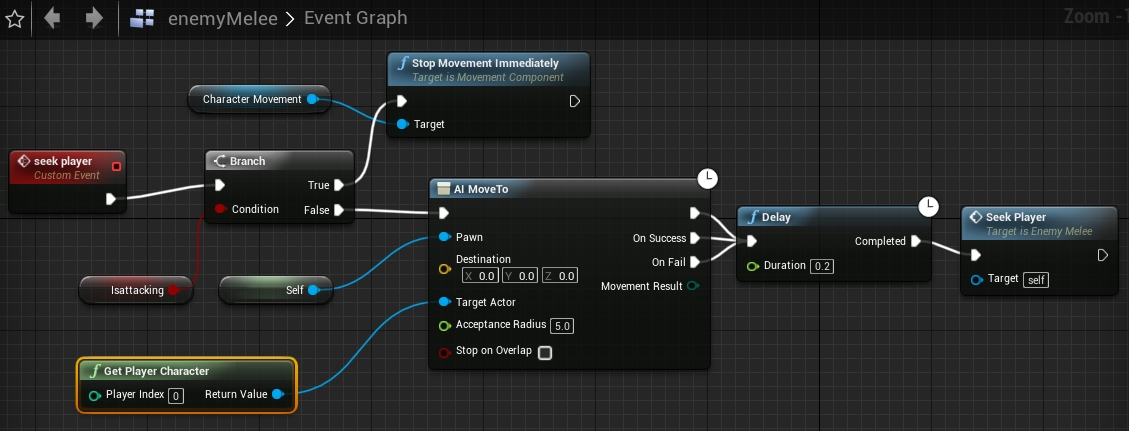 enemyMelee > Event Graph
Zoom -1
Stop Movement Immediately
Target is Movement Component
Target
Character Movement
seek player
Custom Event
Branch
True
Condition
False
Isattacking
Self
AI MoveTo
Pawn
On Success
Destination
X 0.0 Y 0.0 Z 0.0
On Fail
Movement Result
Target Actor
Acceptance Radius 5.0
Stop on Overlap
Delay
Completed
Duration 0.2
Seek Player
Target is Enemy Melee
Target self
Get Player Character
Player Index 0 Return Value